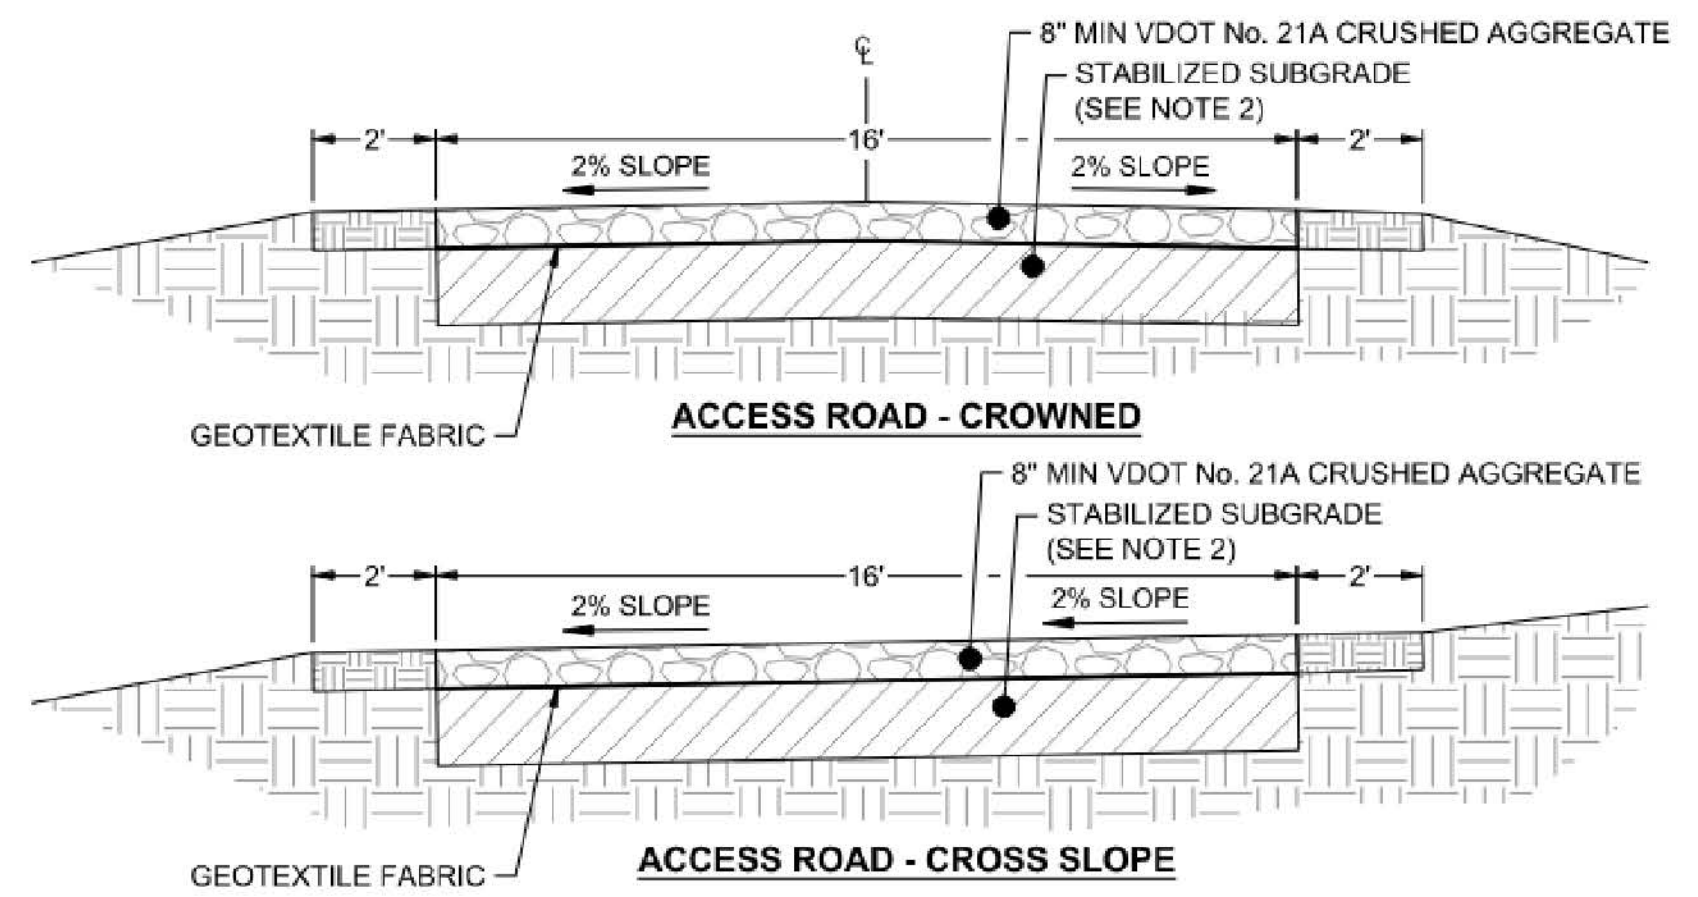 8" MIN VDOT No. 21A CRUSHED AGGREGATE
℄
STABILIZED SUBGRADE
(SEE NOTE 2)
2' 16' 2'
2% SLOPE 2% SLOPE
ACCESS ROAD - CROWNED
GEOTEXTILE FABRIC
8" MIN VDOT No. 21A CRUSHED AGGREGATE
STABILIZED SUBGRADE
(SEE NOTE 2)
2' 16' 2'
2% SLOPE 2% SLOPE
ACCESS ROAD - CROSS SLOPE
GEOTEXTILE FABRIC